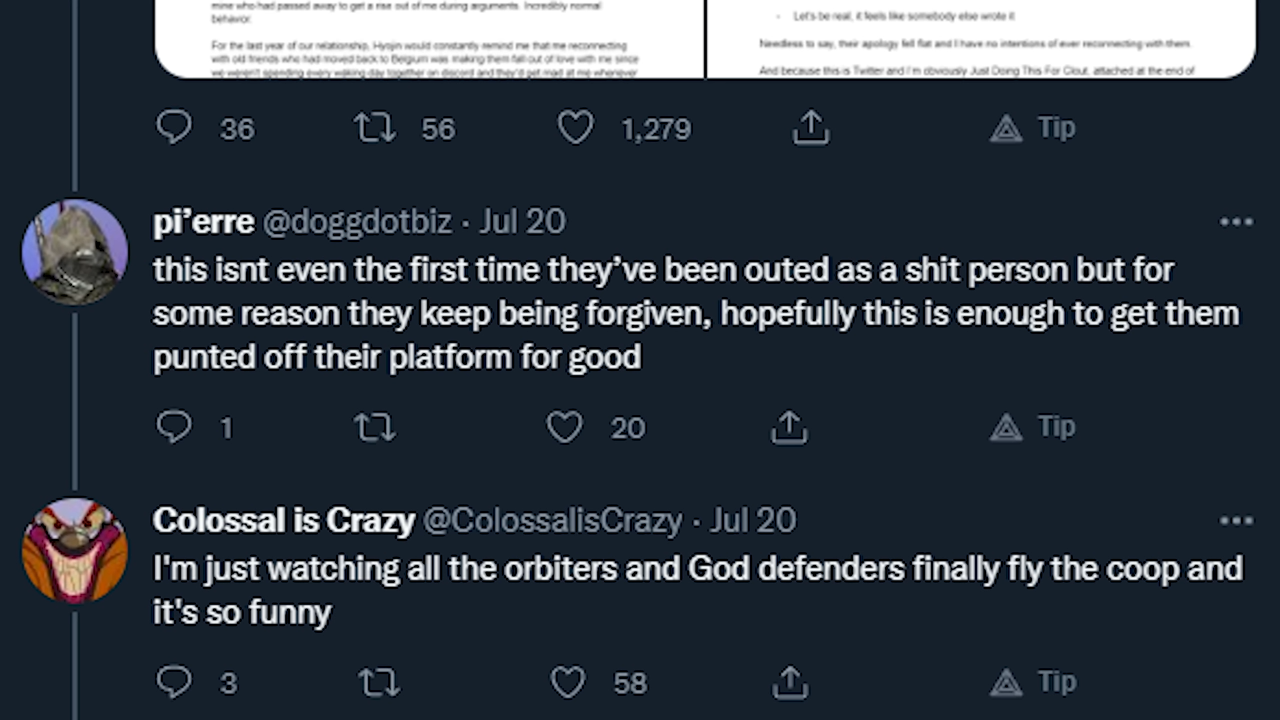 mine who had passed away to get a rise out of me during arguments. Incredibly normal
behavior.
For the last year of our relationship, Hyojin would constantly remind me that me reconnecting
with old friends who had moved back to Belgium was making them fall out of love with me since
we weren't spending every waking day together on discord and they'd get mad at me whenever
- Let's be real, it feels like somebody else wrote it
Needless to say, their apology fell flat and I have no intentions of ever reconnecting with them.
And because this is Twitter and I'm obviously Just Doing This For Clout, attached at the end of
36 56 1,279 Tip
pi’erre @doggdotbiz · Jul 20
this isnt even the first time they’ve been outed as a shit person but for
some reason they keep being forgiven, hopefully this is enough to get them
punted off their platform for good
1 20 Tip
Colossal is Crazy @ColossalisCrazy · Jul 20
I'm just watching all the orbiters and God defenders finally fly the coop and
it's so funny
3 58 Tip